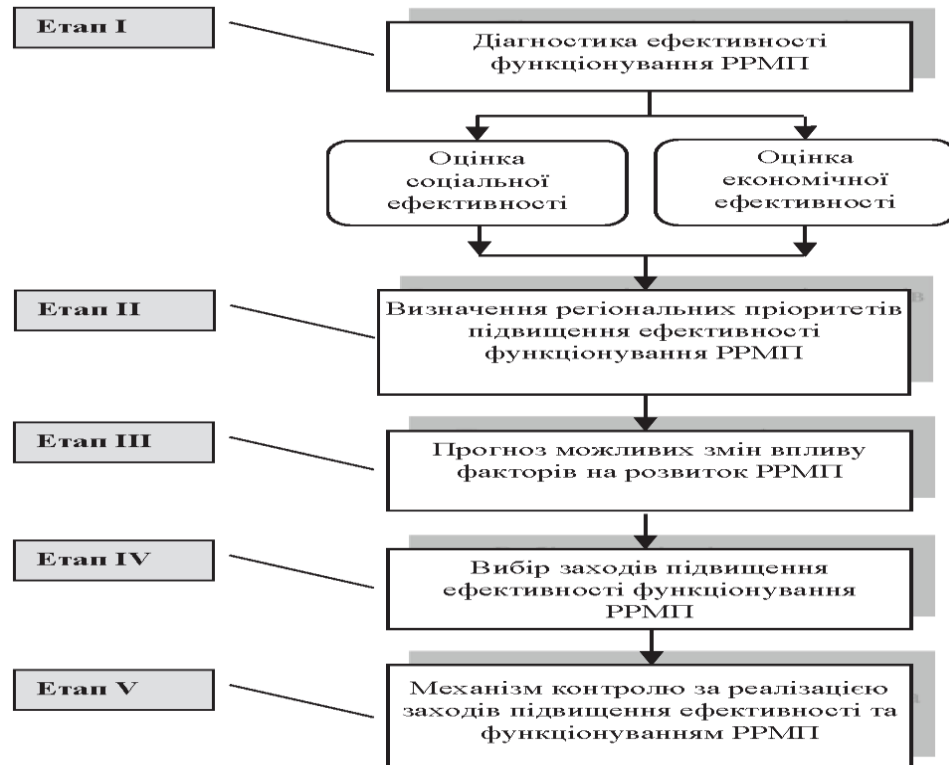 Етап I
Діагностика ефективності
функціонування РРМП
Оцінка
соціальної
ефективності
Оцінка
економічної
ефективності
Етап II
Визначення регіональних пріоритетів
підвищення ефективності
функціонування РРМП
Етап III
Прогноз можливих змін впливу
факторів на розвиток РРМП
Етап IV
Вибір заходів підвищення
ефективності функціонування
РРМП
Етап V
Механізм контролю за реалізацією
заходів підвищення ефективності та
функціонуванням РРМП